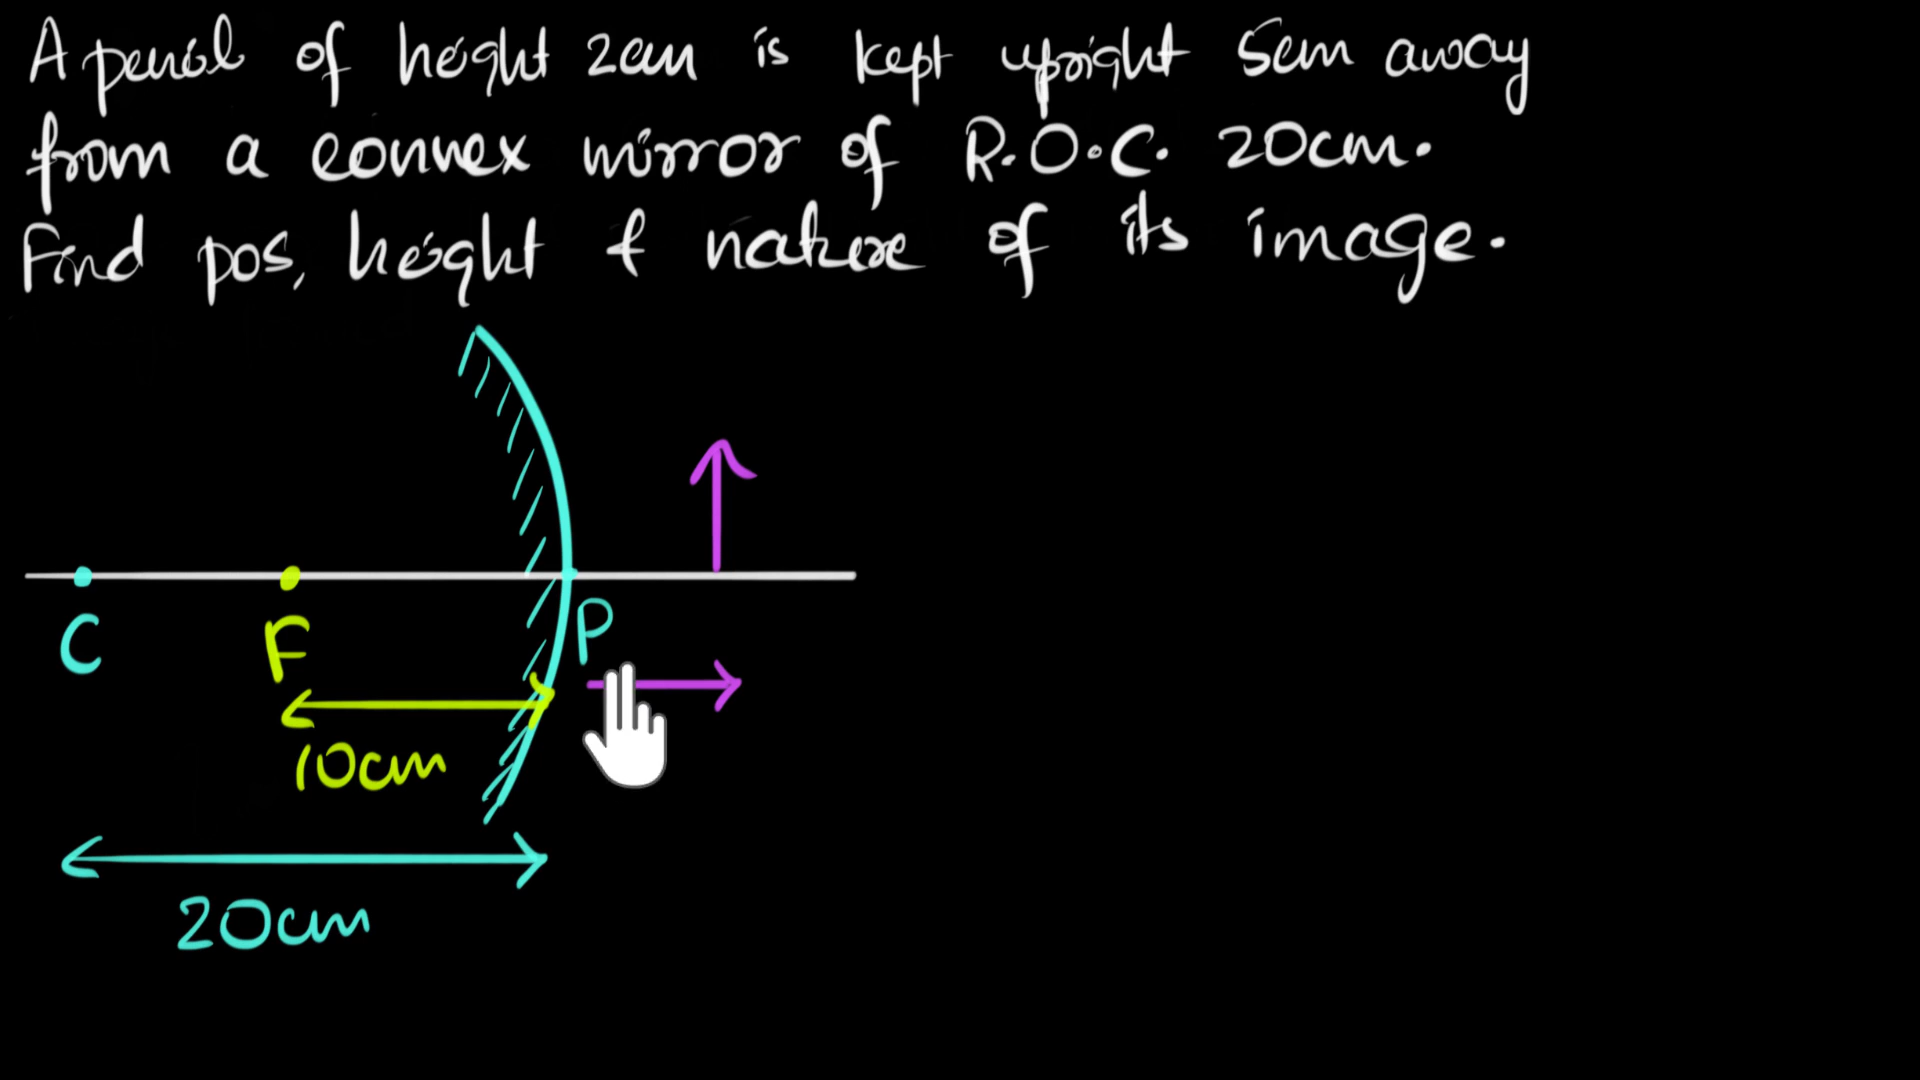 A pencil of height 2cm is kept upright 5cm away
from a convex mirror of R.O.C. 20cm.
Find pos, height & nature of its image.
C
F
P
10cm
20cm